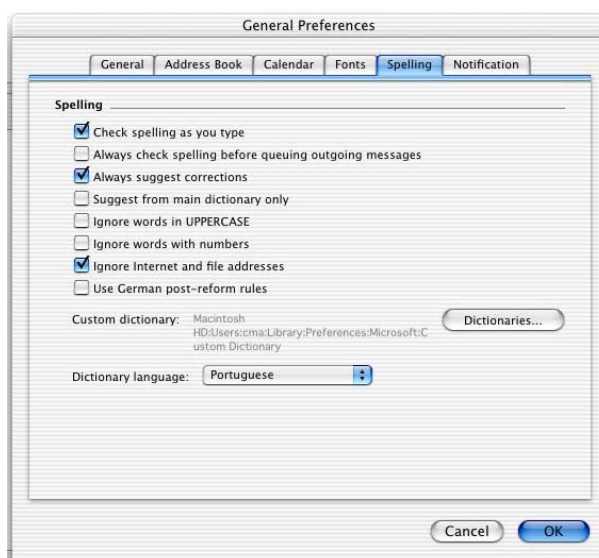 General Preferences
General Address Book Calendar Fonts Spelling Notification
Spelling
Check spelling as you type
Always check spelling before queuing outgoing messages
Always suggest corrections
Suggest from main dictionary only
Ignore words in UPPERCASE
Ignore words with numbers
Ignore Internet and file addresses
Use German post-reform rules
Custom dictionary: Macintosh Dictionaries...
HD:Users:cma:Library:Preferences:Microsoft:C
ustom Dictionary
Dictionary language: Portuguese
Cancel OK